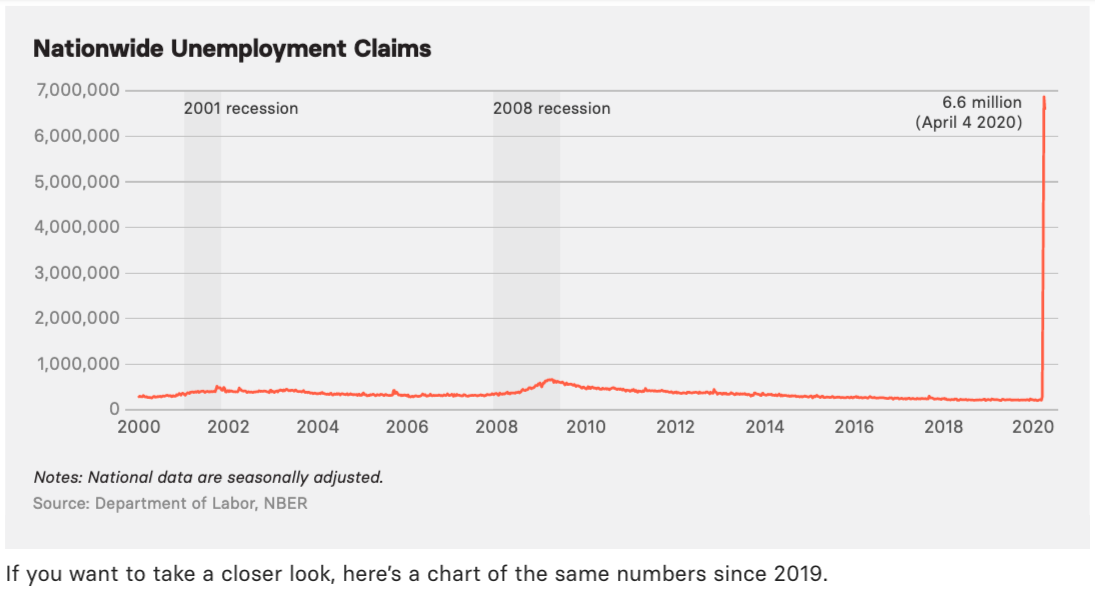 Nationwide Unemployment Claims
7,000,000
2001 recession
2008 recession
6.6 million
(April 4 2020)
6,000,000
5,000,000
4,000,000
3,000,000
2,000,000
1,000,000
0
2000 2002 2004 2006 2008 2010 2012 2014 2016 2018 2020
Notes: National data are seasonally adjusted.
Source: Department of Labor, NBER
If you want to take a closer look, here’s a chart of the same numbers since 2019.